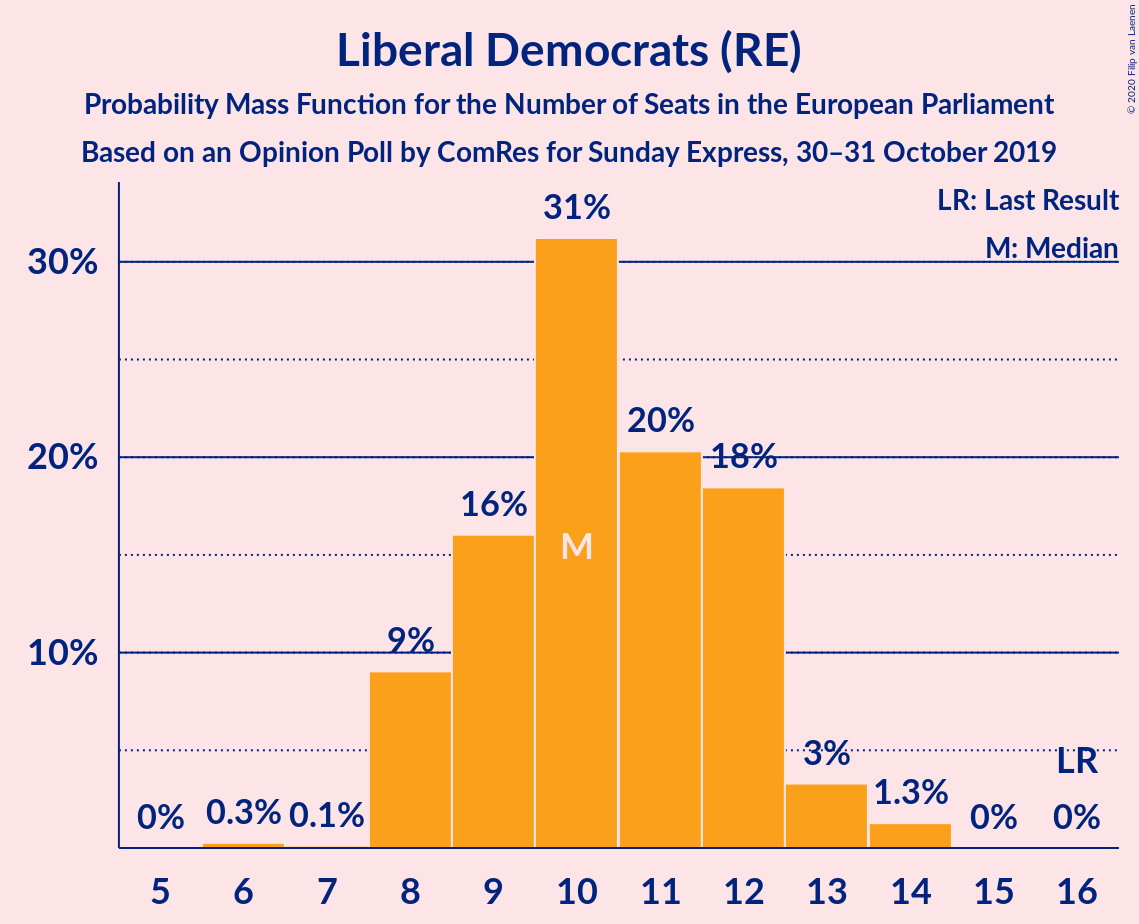 Liberal Democrats (RE)
Probability Mass Function for the Number of Seats in the European Parliament
Based on an Opinion Poll by ComRes for Sunday Express, 30–31 October 2019
© 2020 Filip van Laenen
LR: Last Result
M: Median
30%
20%
10%
0%
0.3%
0.1%
9%
16%
31%
M
20%
18%
3%
1.3%
0%
LR
0%
5 6 7 8 9 10 11 12 13 14 15 16